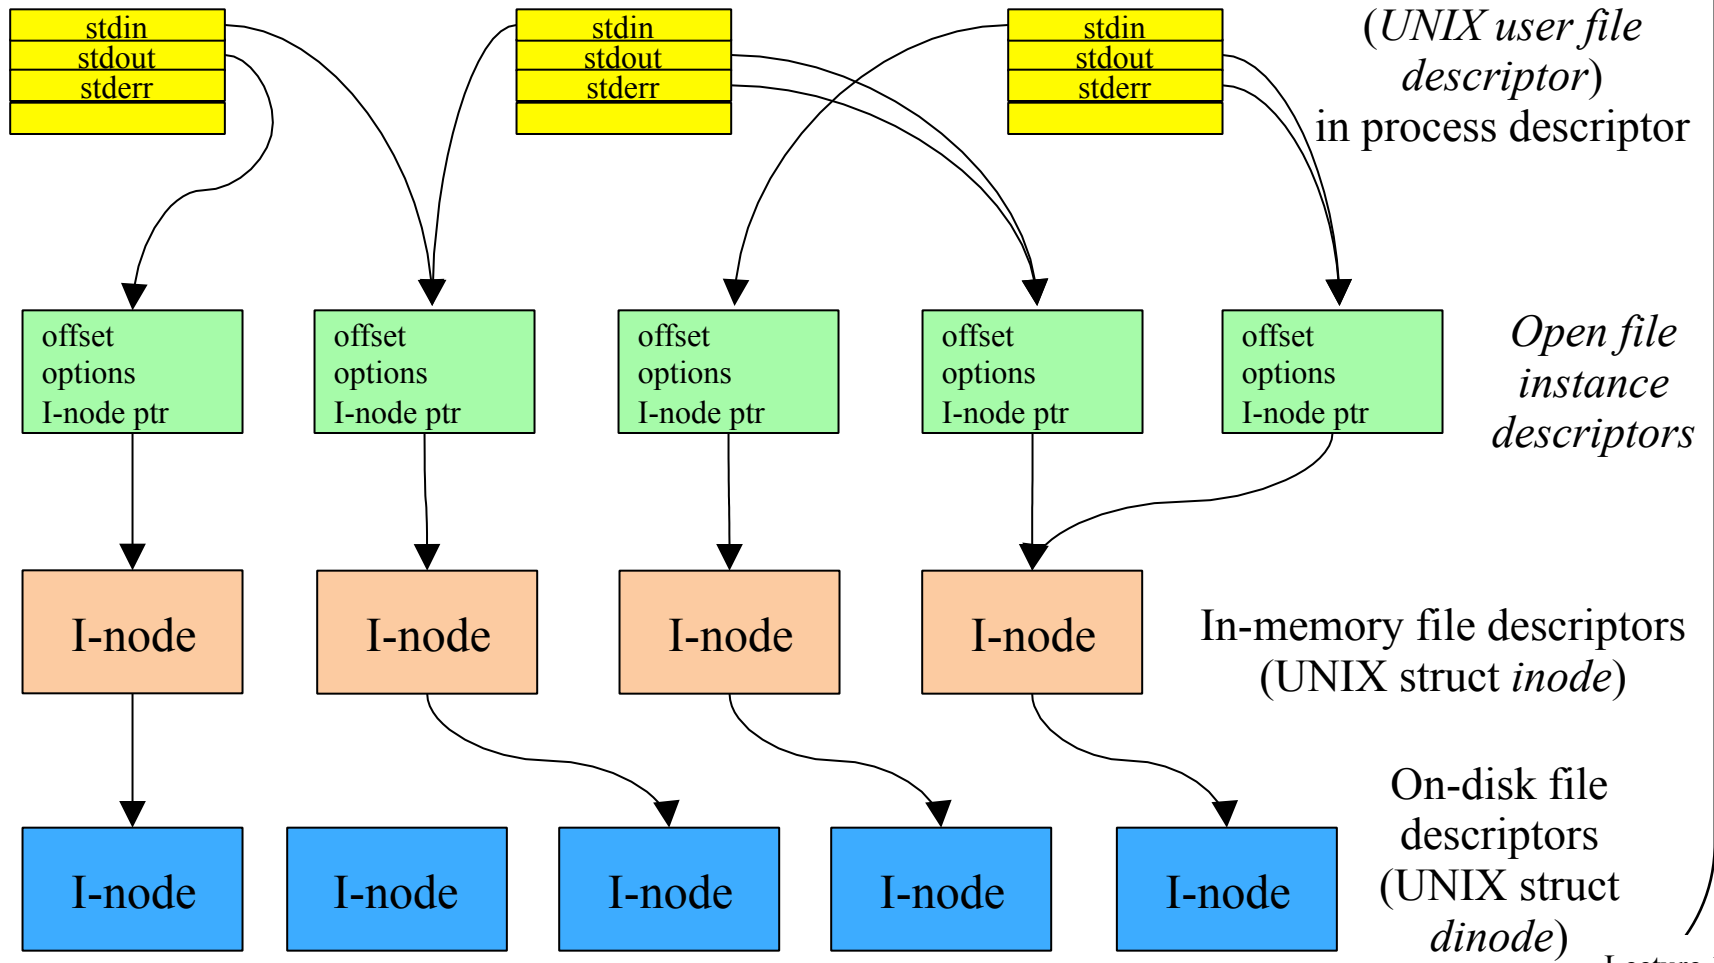 stdin
stdout
stderr
stdin
stdout
stderr
stdin
stdout
stderr
(UNIX user file
descriptor)
in process descriptor
offset
options
I-node ptr
offset
options
I-node ptr
offset
options
I-node ptr
offset
options
I-node ptr
offset
options
I-node ptr
Open file
instance
descriptors
I-node
I-node
I-node
I-node
In-memory file descriptors
(UNIX struct inode)
I-node
I-node
I-node
I-node
I-node
On-disk file
descriptors
(UNIX struct
dinode)